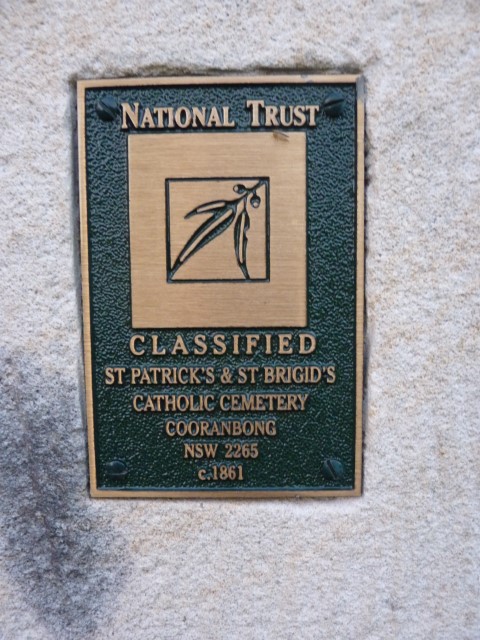 NATIONAL TRUST
CLASSIFIED
ST PATRICK'S & ST BRIGID'S
CATHOLIC CEMETERY
COORANBONG
NSW 2265
c.1861